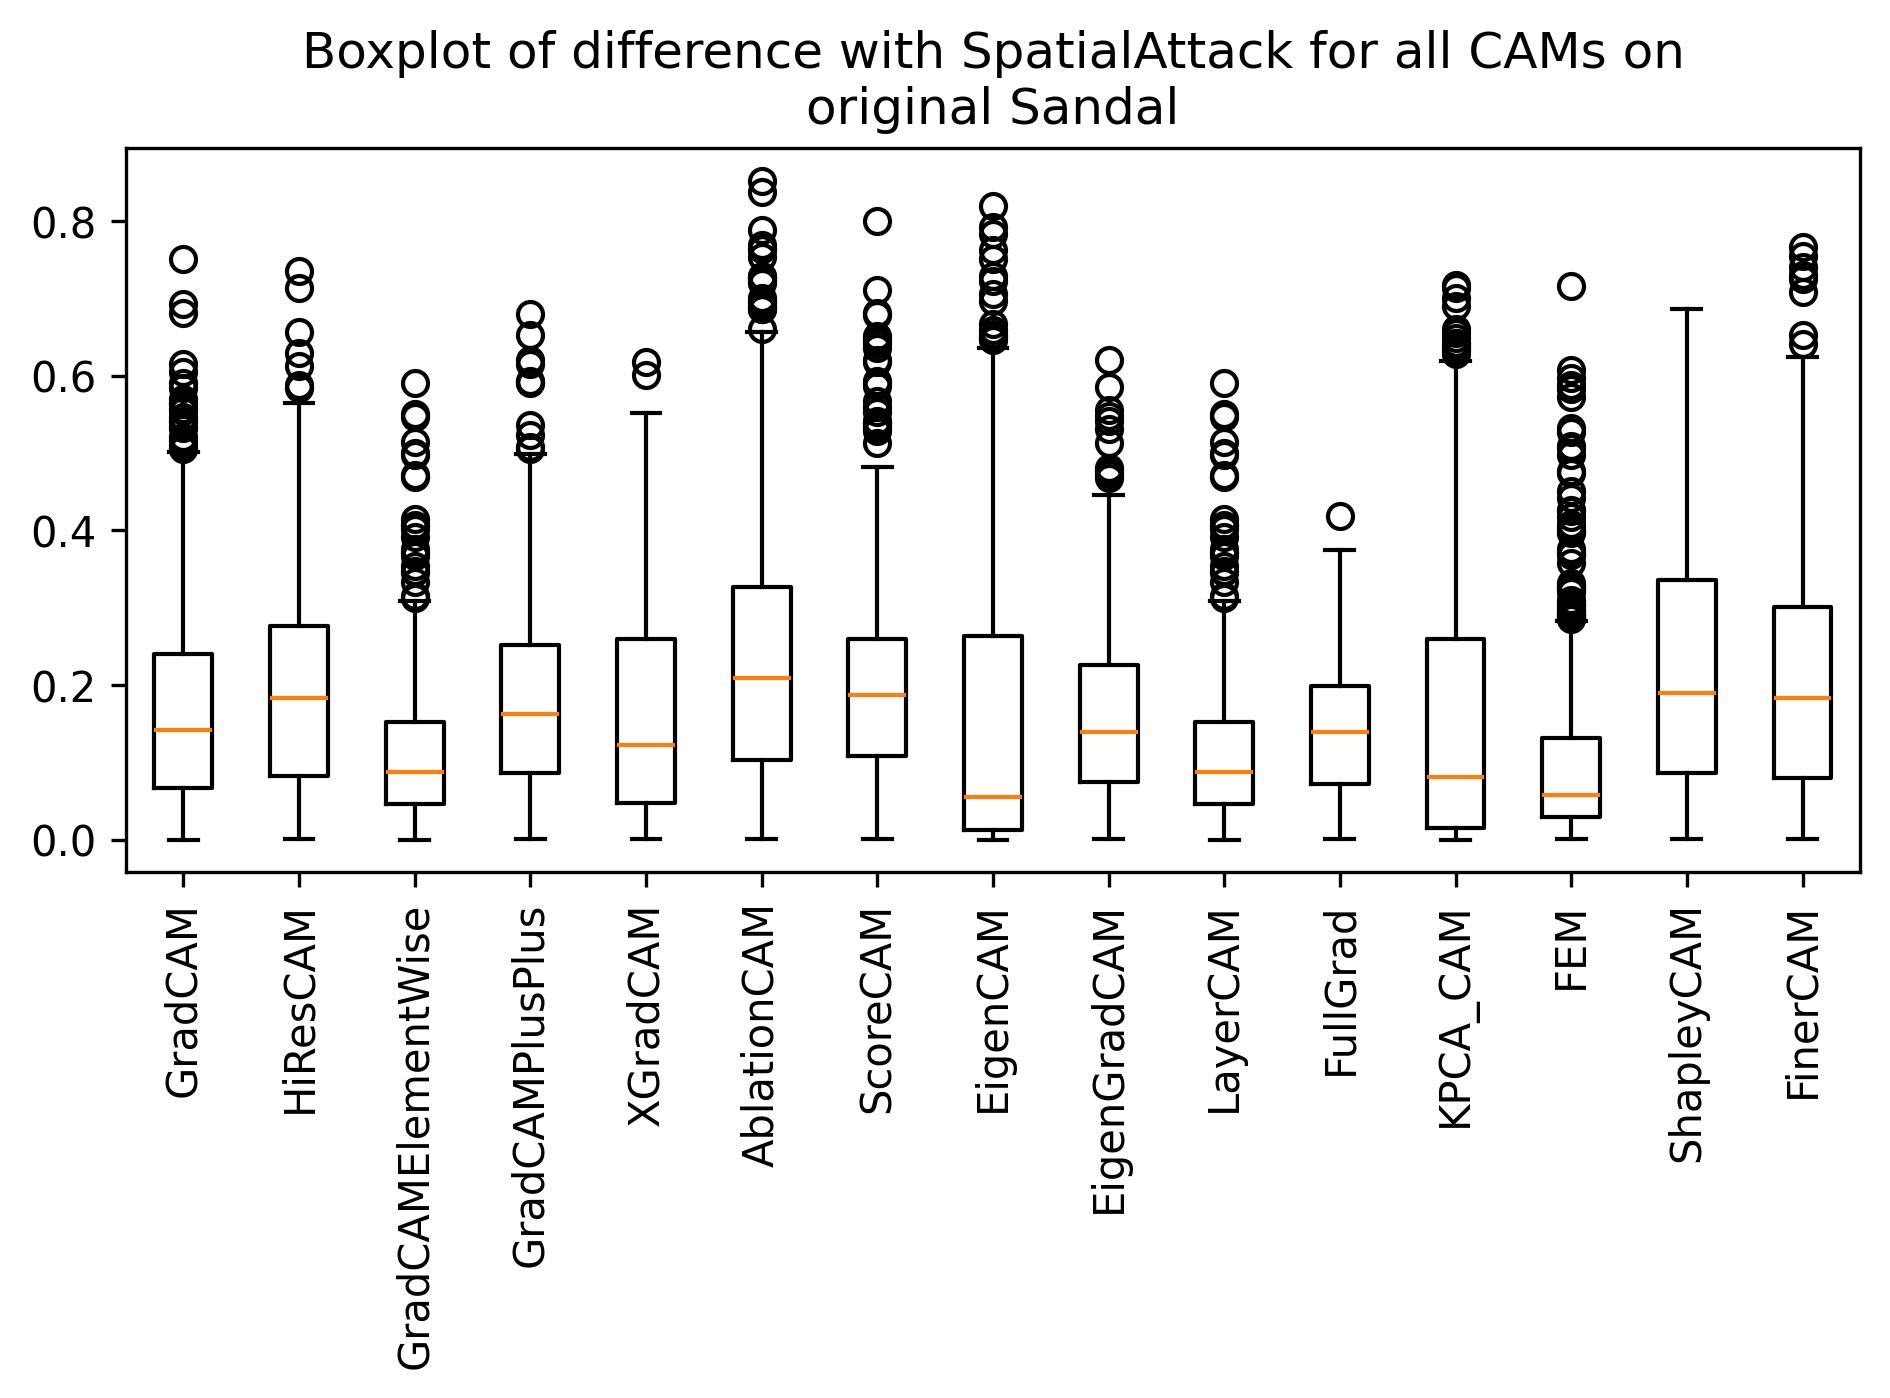 Boxplot of difference with SpatialAttack for all CAMs on
original Sandal
0.8
0.6
0.4
0.2
0.0
GradCAM
HiResCAM
GradCAMElementWise
GradCAMPlusPlus
XGradCAM
AblationCAM
ScoreCAM
EigenCAM
EigenGradCAM
LayerCAM
FullGrad
KPCA_CAM
FEM
ShapleyCAM
FinerCAM